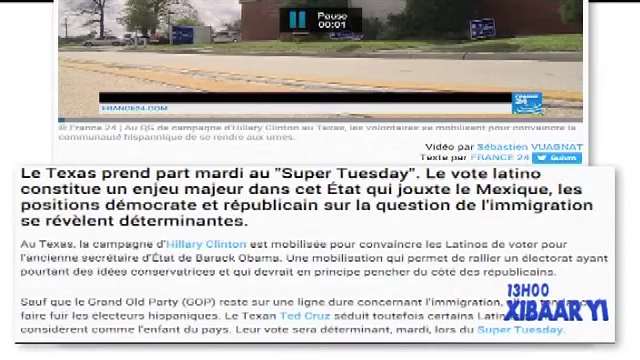 Pause
00:01
FRANCE24.COM
FRANCE 24
© France 24 | Au QG de campagne d'Hillary Clinton au Texas, les volontaires se mobilisent pour convaincre la
communauté hispanique de se rendre aux urnes.
Vidéo par Sébastien VUAGNAT
Texte par FRANCE 24 Suivre
Le Texas prend part mardi au "Super Tuesday". Le vote latino
constitue un enjeu majeur dans cet État qui jouxte le Mexique, les
positions démocrate et républicain sur la question de l'immigration
se révèlent déterminantes.
Au Texas, la campagne d'Hillary Clinton est mobilisée pour convaincre les Latinos de voter pour
l'ancienne secrétaire d'État de Barack Obama. Une mobilisation qui permet de rallier un électorat ayant
pourtant des idées conservatrices et qui devrait en principe pencher du côté des républicains.
Sauf que le Grand Old Party (GOP) reste sur une ligne dure concernant l'immigration,
faire fuir les électeurs hispaniques. Le Texan Ted Cruz séduit toutefois certains
considèrent comme l'enfant du pays. Leur vote sera déterminant, mardi, lors du Super Tuesday.
13H00
XIBAAR YI